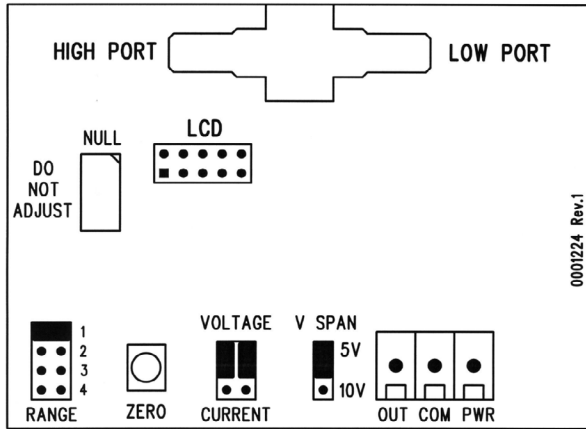 HIGH PORT
LOW PORT
LCD
NULL
DO
NOT
ADJUST
0001224 Rev.1
VOLTAGE
V SPAN
1
2
3
4
5V
10V
RANGE
ZERO
CURRENT
OUT COM PWR